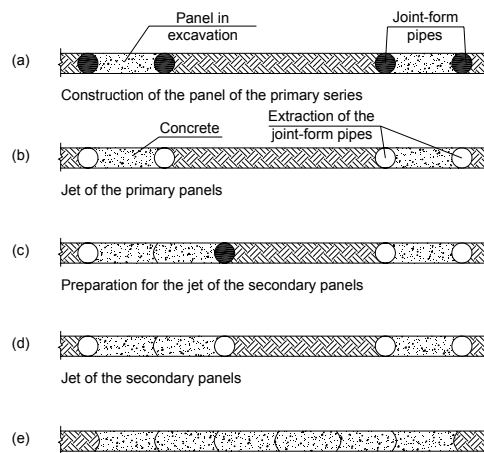 Panel in
excavation
Joint-form
pipes
(a)
Construction of the panel of the primary series
Concrete
Extraction of the
joint-form pipes
(b)
Jet of the primary panels
(c)
Preparation for the jet of the secondary panels
(d)
Jet of the secondary panels
(e)